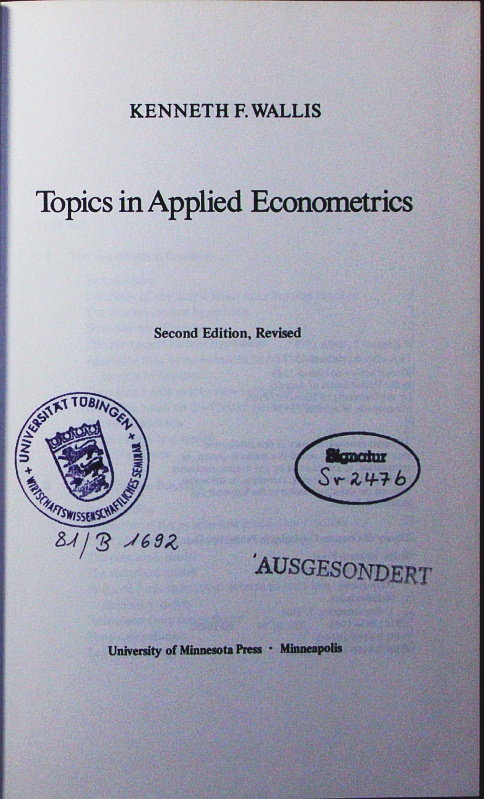 KENNETH F. WALLIS
Topics in Applied Econometrics
Second Edition, Revised
+ UNIVERSITÄT TÜBINGEN +
WIRTSCHAFTSWISSENSCHAFTLICHES SEMINAR
81/B 1692
Signatur
Sr 2476
AUSGESONDERT
University of Minnesota Press · Minneapolis